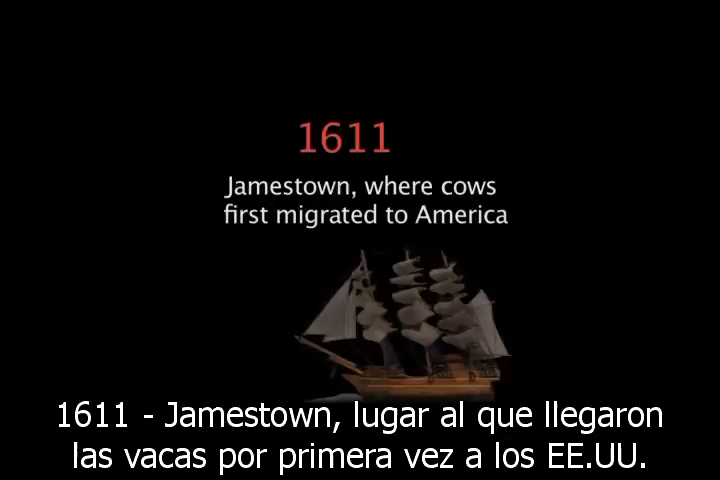 1611
Jamestown, where cows
first migrated to America
1611 - Jamestown, lugar al que llegaron
las vacas por primera vez a los EE.UU.